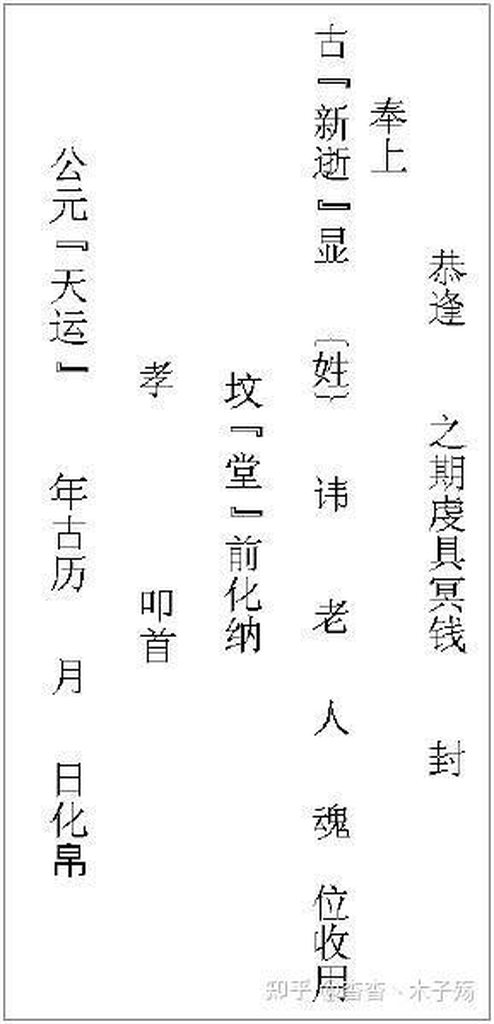 恭逢 之期虔具冥钱 封
奉上
古『新逝』显 {姓} 讳 老 人 魂 位收用
坟『堂』前化纳
孝 叩首
公元『天运』 年古历 月 日化帛
知乎 @杳杳丶木子殇